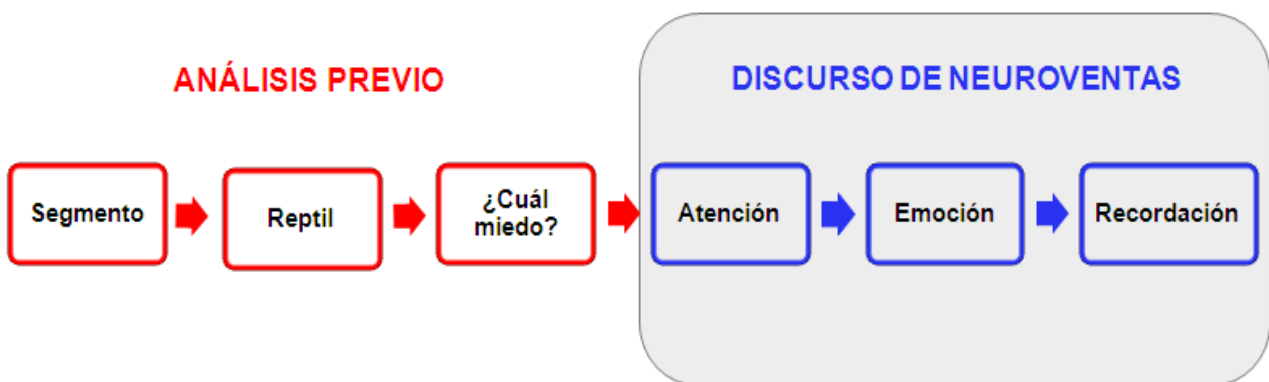 ANÁLISIS PREVIO
DISCURSO DE NEUROVENTAS
Segmento
Reptil
¿Cuál
miedo?
Atención
Emoción
Recordación